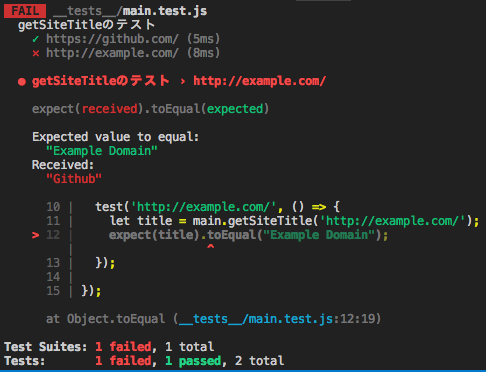 FAIL __tests__/main.test.js
getSiteTitleのテスト
✓ https://github.com/ (5ms)
✕ http://example.com/ (8ms)
● getSiteTitleのテスト › http://example.com/
expect(received).toEqual(expected)
Expected value to equal:
"Example Domain"
Received:
"Github"
10 | test('http://example.com/', () => {
11 | let title = main.getSiteTitle('http://example.com/');
> 12 | expect(title).toEqual("Example Domain");
| ^
13 | });
14 |
15 | });
at Object.toEqual (__tests__/main.test.js:12:19)
Test Suites: 1 failed, 1 total
Tests: 1 failed, 1 passed, 2 total